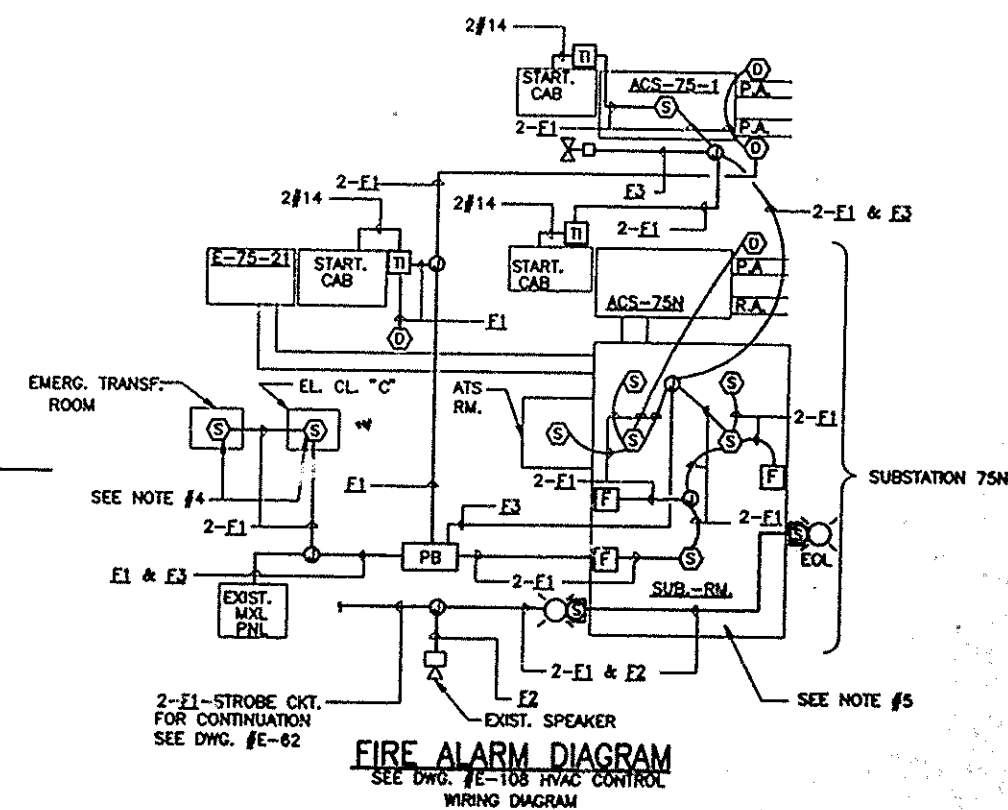 2#14
TI
START.
CAB
ACS-75-1
D
P.A.
S
P.A.
2-F1
D
F3
2-F1
2#14
2#14
TI
2-F1
2-F1 & F3
E-75-21
START.
CAB
TI
START.
CAB
D
P.A
ACS-75N
R.A.
F1
D
EMERG. TRANSF.
ROOM
EL. CL. "C"
ATS
RM.
S
S
S
S
S
S
S
2-F1
SEE NOTE #4
F1
2-F1
F
F
SUBSTATION 75N
2-F1
F3
2-F1
S
EOL
F1 & F3
PB
F
S
2-F1
EXIST.
MXL
PNL
SUB.-RM.
S
2-F1 & F2
2-F1-STROBE CKT.
FOR CONTINUATION
SEE DWG. #E-62
F2
EXIST. SPEAKER
SEE NOTE #5
FIRE ALARM DIAGRAM
SEE DWG. #E-108 HVAC CONTROL
WIRING DIAGRAM